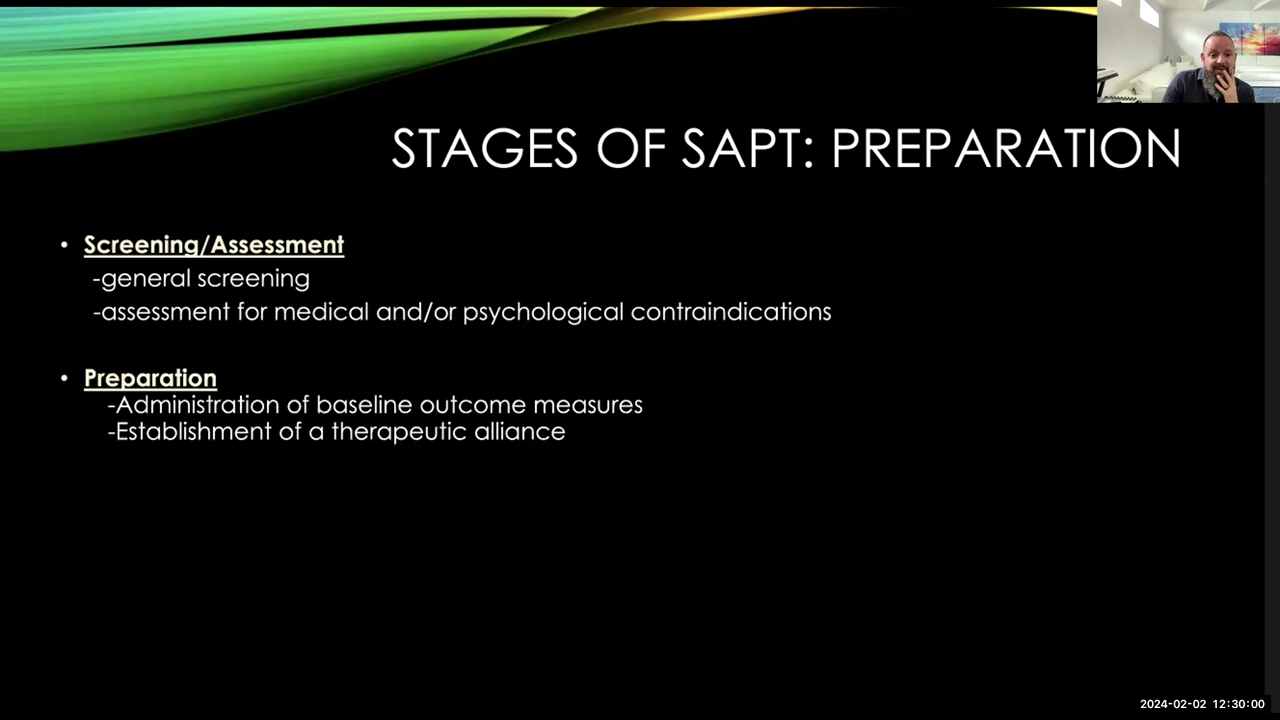 STAGES OF SAPT: PREPARATION
• Screening/Assessment
-general screening
-assessment for medical and/or psychological contraindications
• Preparation
-Administration of baseline outcome measures
-Establishment of a therapeutic alliance
2024-02-02 12:30:00